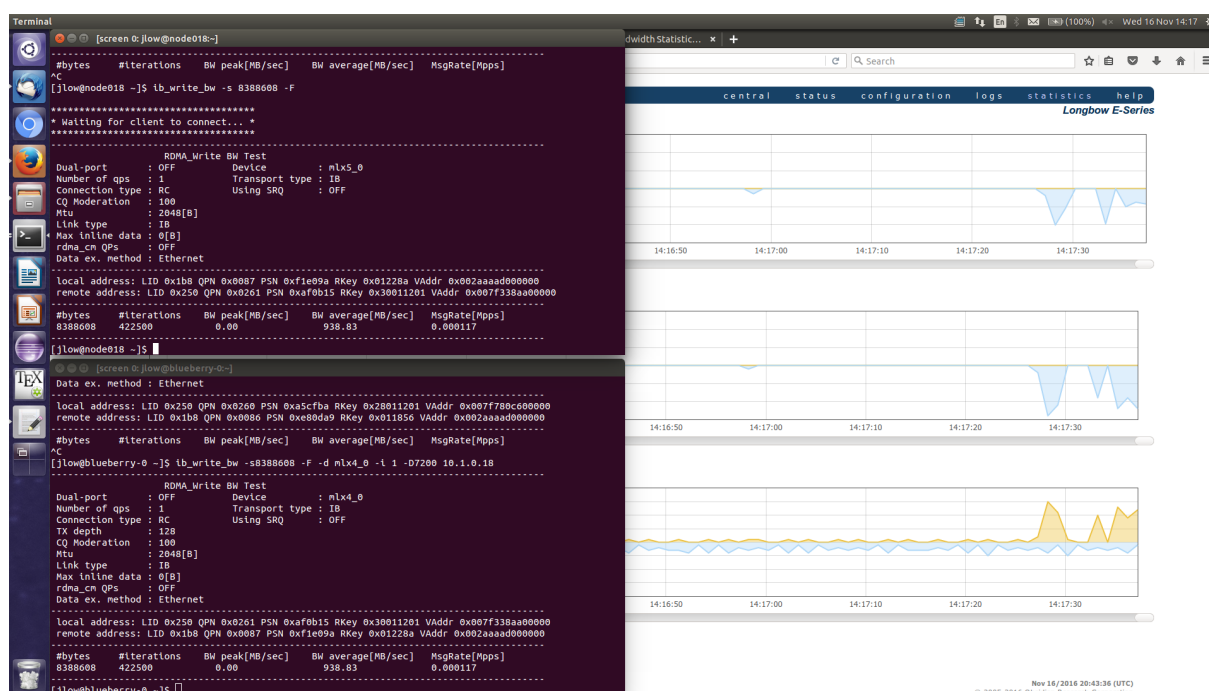 Terminal
En
(100%)
Wed 16 Nov 14:17
[screen 0: jlow@node018:~]
#bytes #iterations BW peak[MB/sec] BW average[MB/sec] MsgRate[Mpps]
^C
[jlow@node018 ~]$ ib_write_bw -s 8388608 -F
************************************
* Waiting for client to connect... *
************************************
---------------------------------------------------------------------------------------
RDMA_Write BW Test
Dual-port : OFF Device : mlx5_0
Number of qps : 1 Transport type : IB
Connection type : RC Using SRQ : OFF
CQ Moderation : 100
Mtu : 2048[B]
Link type : IB
Max inline data : 0[B]
rdma_cm QPs : OFF
Data ex. method : Ethernet
---------------------------------------------------------------------------------------
local address: LID 0x1b8 QPN 0x0087 PSN 0xf1e09a RKey 0x01228a VAddr 0x002aaaad000000
remote address: LID 0x250 QPN 0x0261 PSN 0xaf0b15 RKey 0x30011201 VAddr 0x007f338aa00000
---------------------------------------------------------------------------------------
#bytes #iterations BW peak[MB/sec] BW average[MB/sec] MsgRate[Mpps]
8388608 422500 0.00 938.83 0.000117
---------------------------------------------------------------------------------------
[jlow@node018 ~]$
[screen 0: jlow@blueberry-0:~]
Data ex. method : Ethernet
---------------------------------------------------------------------------------------
local address: LID 0x250 QPN 0x0260 PSN 0xa5cfba RKey 0x28011201 VAddr 0x007f780c600000
remote address: LID 0x1b8 QPN 0x0086 PSN 0xe80da9 RKey 0x011856 VAddr 0x002aaaad000000
---------------------------------------------------------------------------------------
#bytes #iterations BW peak[MB/sec] BW average[MB/sec] MsgRate[Mpps]
^C
[jlow@blueberry-0 ~]$ ib_write_bw -s8388608 -F -d mlx4_0 -i 1 -D7200 10.1.0.18
---------------------------------------------------------------------------------------
RDMA_Write BW Test
Dual-port : OFF Device : mlx4_0
Number of qps : 1 Transport type : IB
Connection type : RC Using SRQ : OFF
TX depth : 128
CQ Moderation : 100
Mtu : 2048[B]
Link type : IB
Max inline data : 0[B]
rdma_cm QPs : OFF
Data ex. method : Ethernet
---------------------------------------------------------------------------------------
local address: LID 0x250 QPN 0x0261 PSN 0xaf0b15 RKey 0x30011201 VAddr 0x007f338aa00000
remote address: LID 0x1b8 QPN 0x0087 PSN 0xf1e09a RKey 0x01228a VAddr 0x002aaaad000000
---------------------------------------------------------------------------------------
#bytes #iterations BW peak[MB/sec] BW average[MB/sec] MsgRate[Mpps]
8388608 422500 0.00 938.83 0.000117
---------------------------------------------------------------------------------------
[jlow@blueberry-0 ~]$
TEX
dwidth Statistic... × +
Search
central status configuration logs statistics help
Longbow E-Series
14:16:50 14:17:00 14:17:10 14:17:20 14:17:30
14:16:50 14:17:00 14:17:10 14:17:20 14:17:30
14:16:50 14:17:00 14:17:10 14:17:20 14:17:30
Nov 16/2016 20:43:36 (UTC)